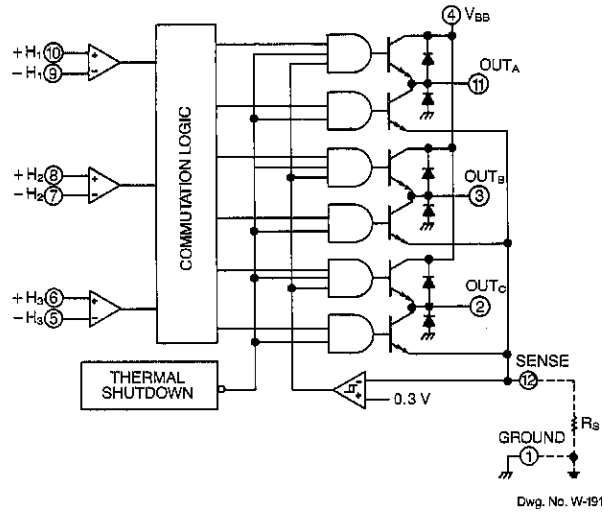 4 V_BB
+H₁ 10
−H₁ 9
OUT_A
11
+H₂ 8
−H₂ 7
COMMUTATION LOGIC
OUT_B
3
+H₃ 6
−H₃ 5
OUT_C
2
THERMAL
SHUTDOWN
0.3 V
SENSE
12
R_S
GROUND
1
Dwg. No. W-191